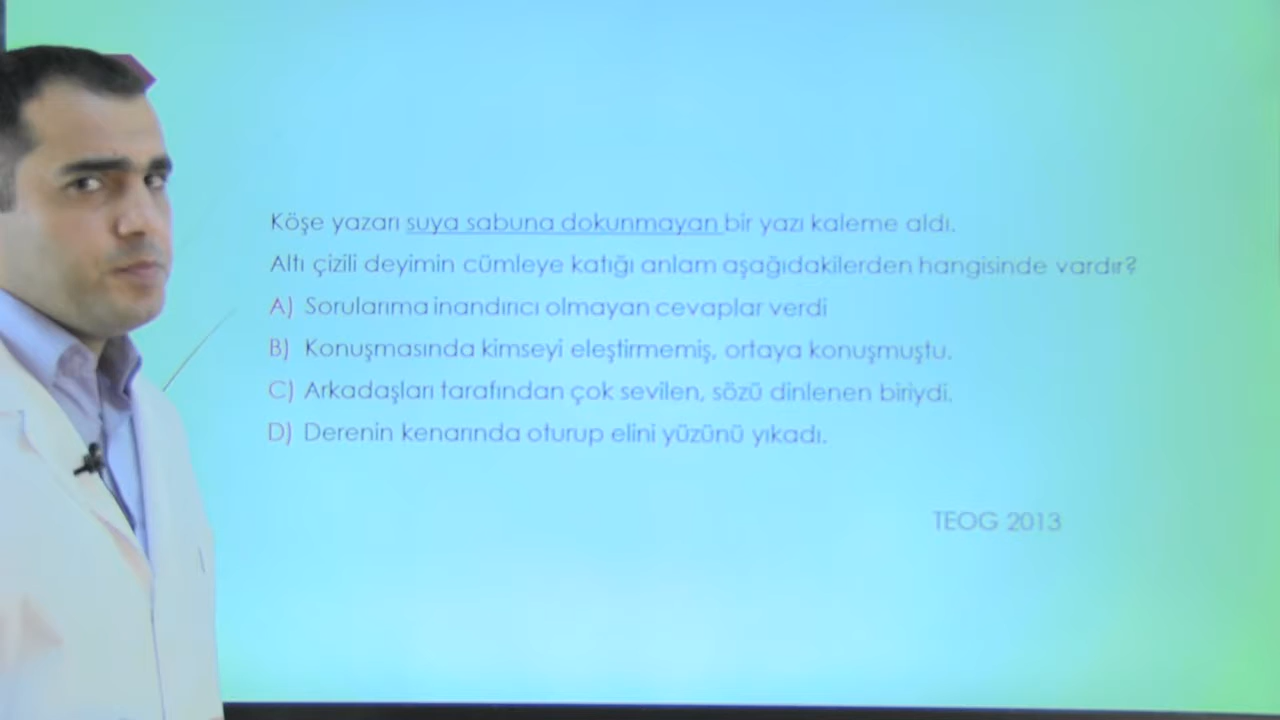 Köşe yazarı suya sabuna dokunmayan bir yazı kaleme aldı.
Altı çizili deyimin cümleye katığı anlam aşağıdakilerden hangisinde vardır?
A) Sorularıma inandırıcı olmayan cevaplar verdi
B) Konuşmasında kimseyi eleştirmemiş, ortaya konuşmuştu.
C) Arkadaşları tarafından çok sevilen, sözü dinlenen biriydi.
D) Derenin kenarında oturup elini yüzünü yıkadı.
TEOG 2013